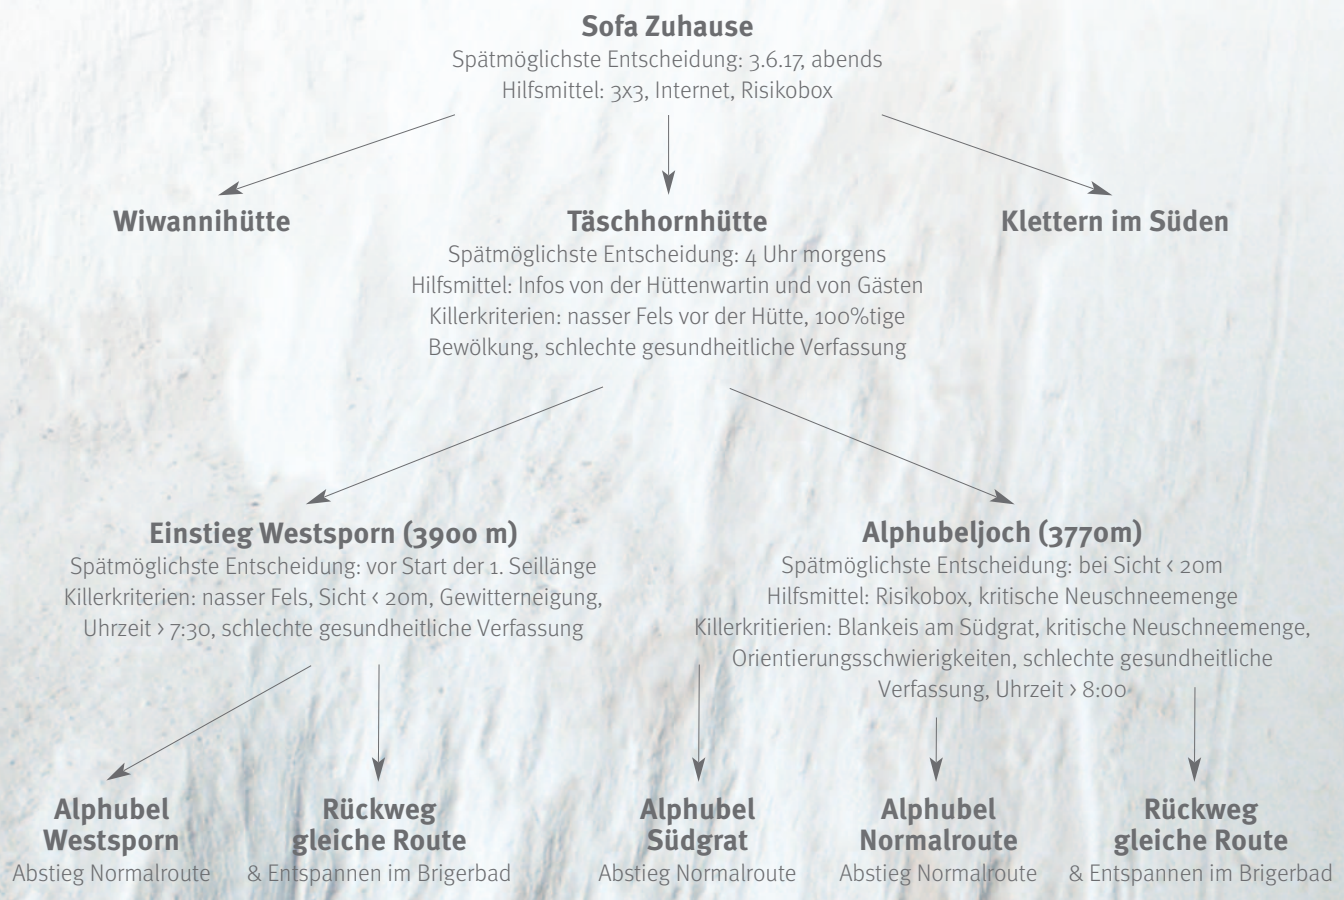 Sofa Zuhause
Spätmöglichste Entscheidung: 3.6.17, abends
Hilfsmittel: 3x3, Internet, Risikobox
Wiwannihütte
Täschhornhütte
Spätmöglichste Entscheidung: 4 Uhr morgens
Hilfsmittel: Infos von der Hüttenwartin und von Gästen
Killerkriterien: nasser Fels vor der Hütte, 100%tige
Bewölkung, schlechte gesundheitliche Verfassung
Klettern im Süden
Einstieg Westsporn (3900 m)
Spätmöglichste Entscheidung: vor Start der 1. Seillänge
Killerkriterien: nasser Fels, Sicht < 20m, Gewitterneigung,
Uhrzeit > 7:30, schlechte gesundheitliche Verfassung
Alphubeljoch (3770m)
Spätmöglichste Entscheidung: bei Sicht < 20m
Hilfsmittel: Risikobox, kritische Neuschneemenge
Killerkritierien: Blankeis am Südgrat, kritische Neuschneemenge,
Orientierungsschwierigkeiten, schlechte gesundheitliche
Verfassung, Uhrzeit > 8:00
Alphubel
Westsporn
Abstieg Normalroute
Rückweg
gleiche Route
& Entspannen im Brigerbad
Alphubel
Südgrat
Abstieg Normalroute
Alphubel
Normalroute
Abstieg Normalroute
Rückweg
gleiche Route
& Entspannen im Brigerbad